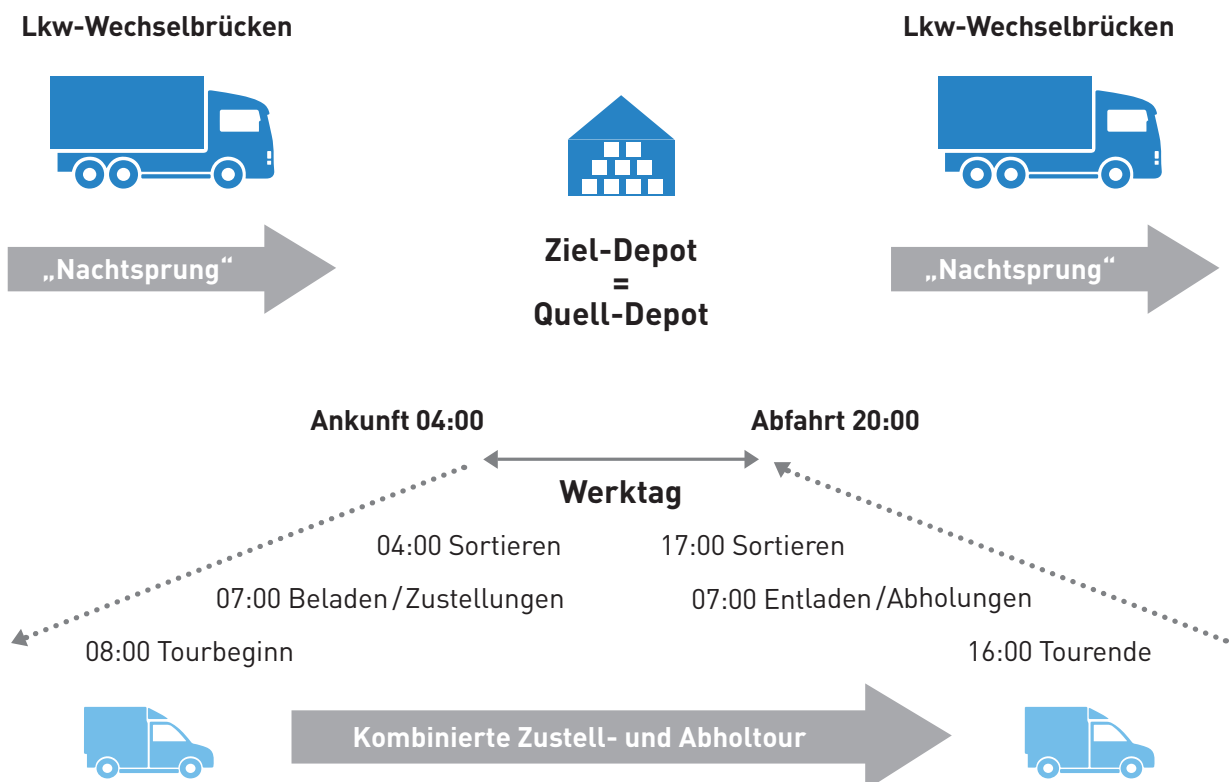 Lkw-Wechselbrücken
Lkw-Wechselbrücken
„Nachtsprung“
Ziel-Depot
=
Quell-Depot
„Nachtsprung“
Ankunft 04:00
Abfahrt 20:00
Werktag
04:00 Sortieren
17:00 Sortieren
07:00 Beladen/Zustellungen
07:00 Entladen/Abholungen
08:00 Tourbeginn
16:00 Tourende
Kombinierte Zustell- und Abholtour